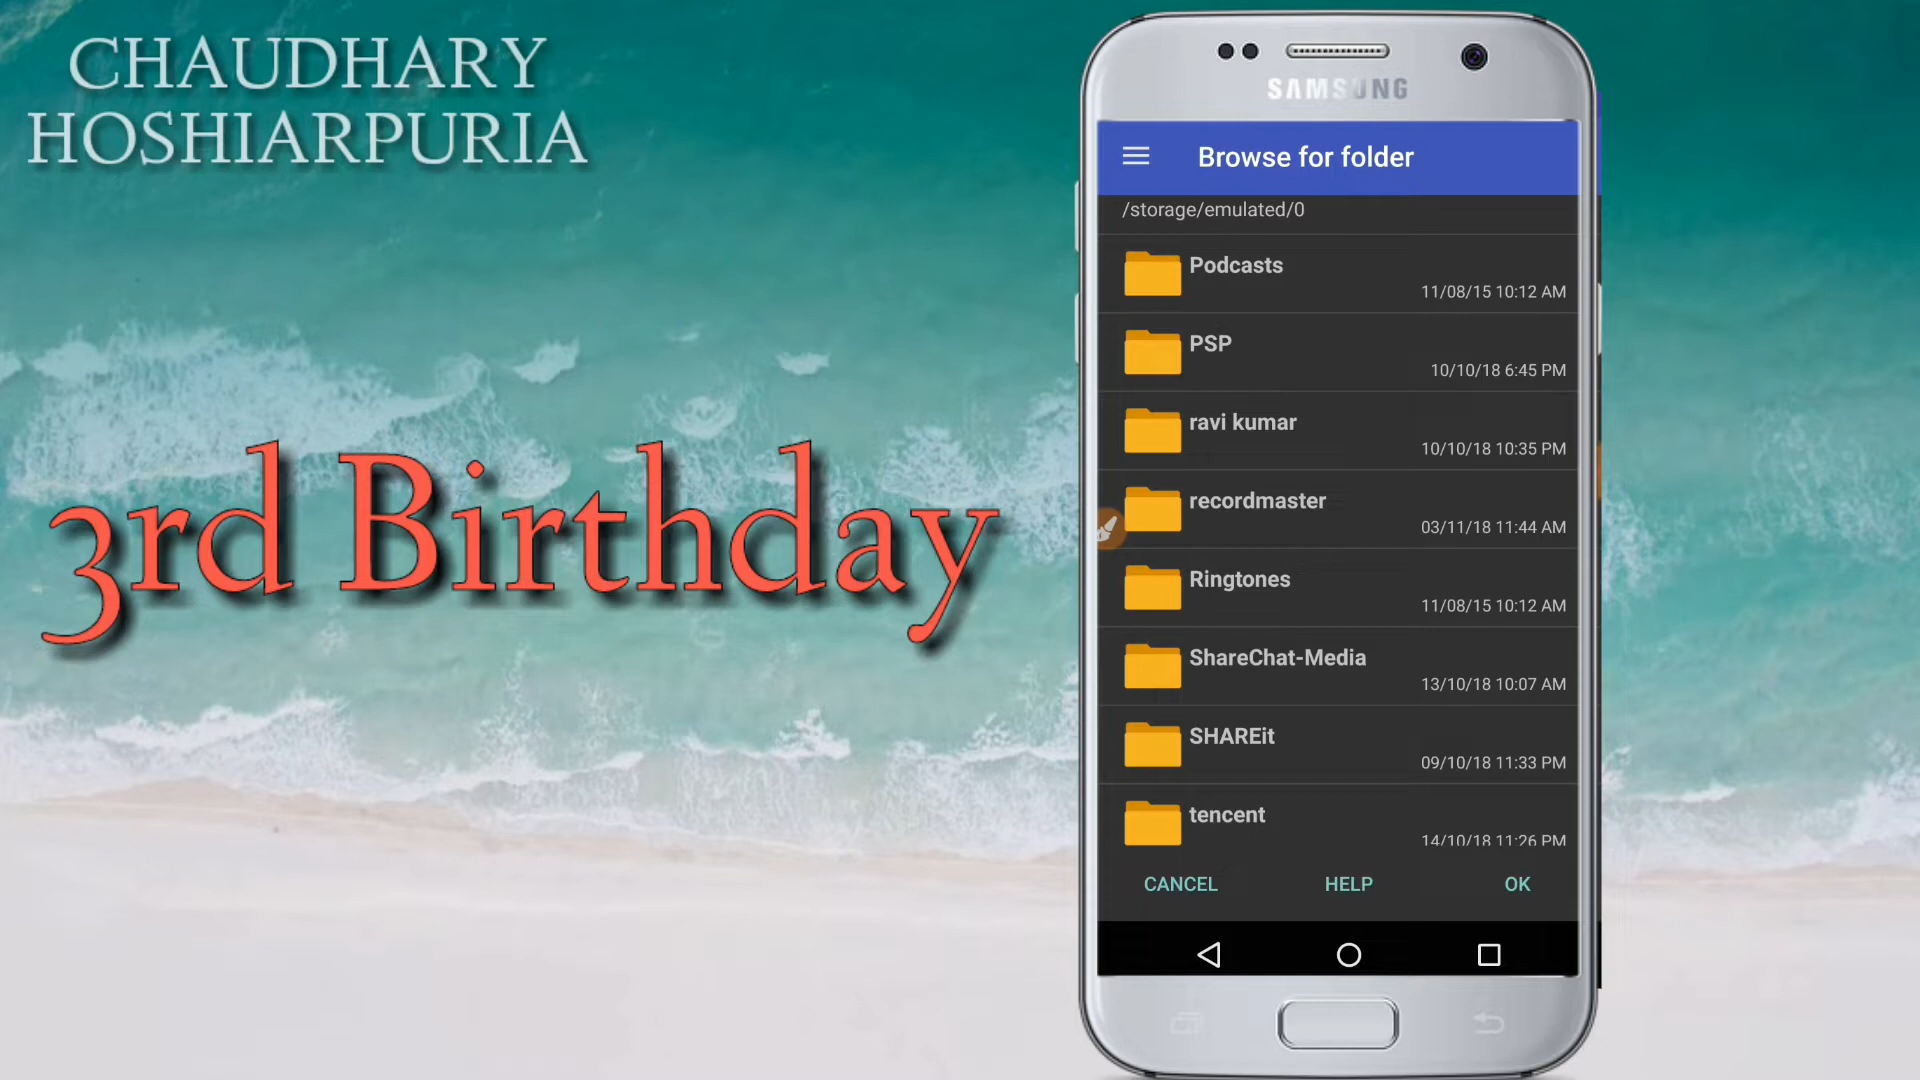 CHAUDHARY
HOSHIARPURIA
3rd Birthday
SAMSUNG
Browse for folder
/storage/emulated/0
Podcasts
11/08/15 10:12 AM
PSP
10/10/18 6:45 PM
ravi kumar
10/10/18 10:35 PM
recordmaster
03/11/18 11:44 AM
Ringtones
11/08/15 10:12 AM
ShareChat-Media
13/10/18 10:07 AM
SHAREit
09/10/18 11:33 PM
tencent
14/10/18 11:26 PM
CANCEL HELP OK